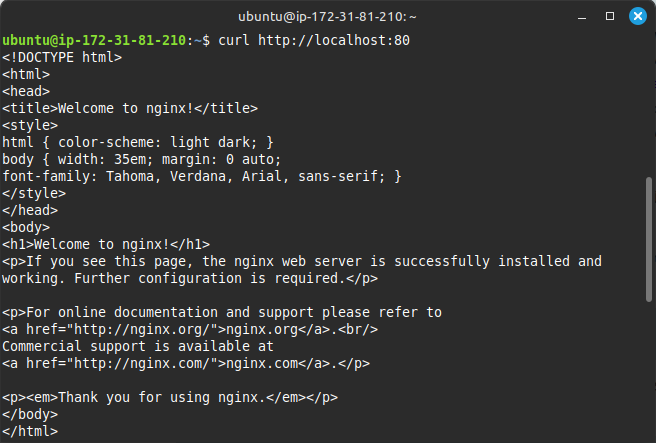 ubuntu@ip-172-31-81-210: ~
ubuntu@ip-172-31-81-210:~$ curl http://localhost:80
<!DOCTYPE html>
<html>
<head>
<title>Welcome to nginx!</title>
<style>
html { color-scheme: light dark; }
body { width: 35em; margin: 0 auto;
font-family: Tahoma, Verdana, Arial, sans-serif; }
</style>
</head>
<body>
<h1>Welcome to nginx!</h1>
<p>If you see this page, the nginx web server is successfully installed and
working. Further configuration is required.</p>

<p>For online documentation and support please refer to
<a href="http://nginx.org/">nginx.org</a>.<br/>
Commercial support is available at
<a href="http://nginx.com/">nginx.com</a>.</p>

<p><em>Thank you for using nginx.</em></p>
</body>
</html>